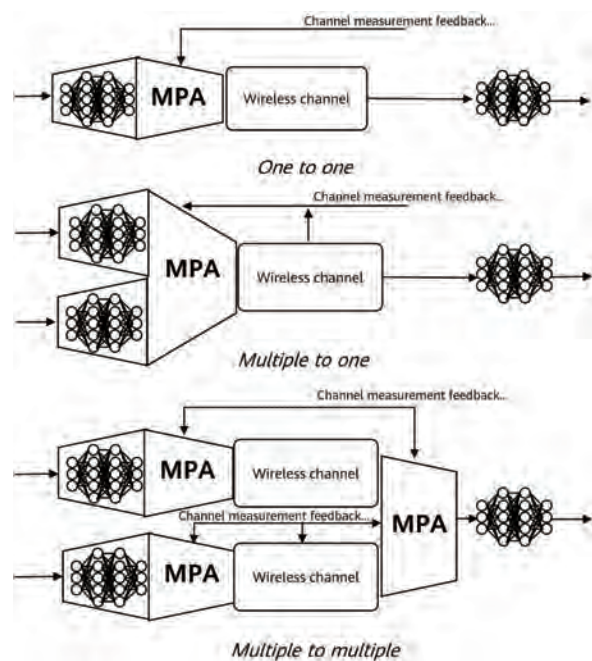 Channel measurement feedback...
MPA
Wireless channel
One to one
Channel measurement feedback...
MPA
Wireless channel
Multiple to one
Channel measurement feedback...
MPA
Wireless channel
Channel measurement feedback...
MPA
MPA
Wireless channel
Multiple to multiple